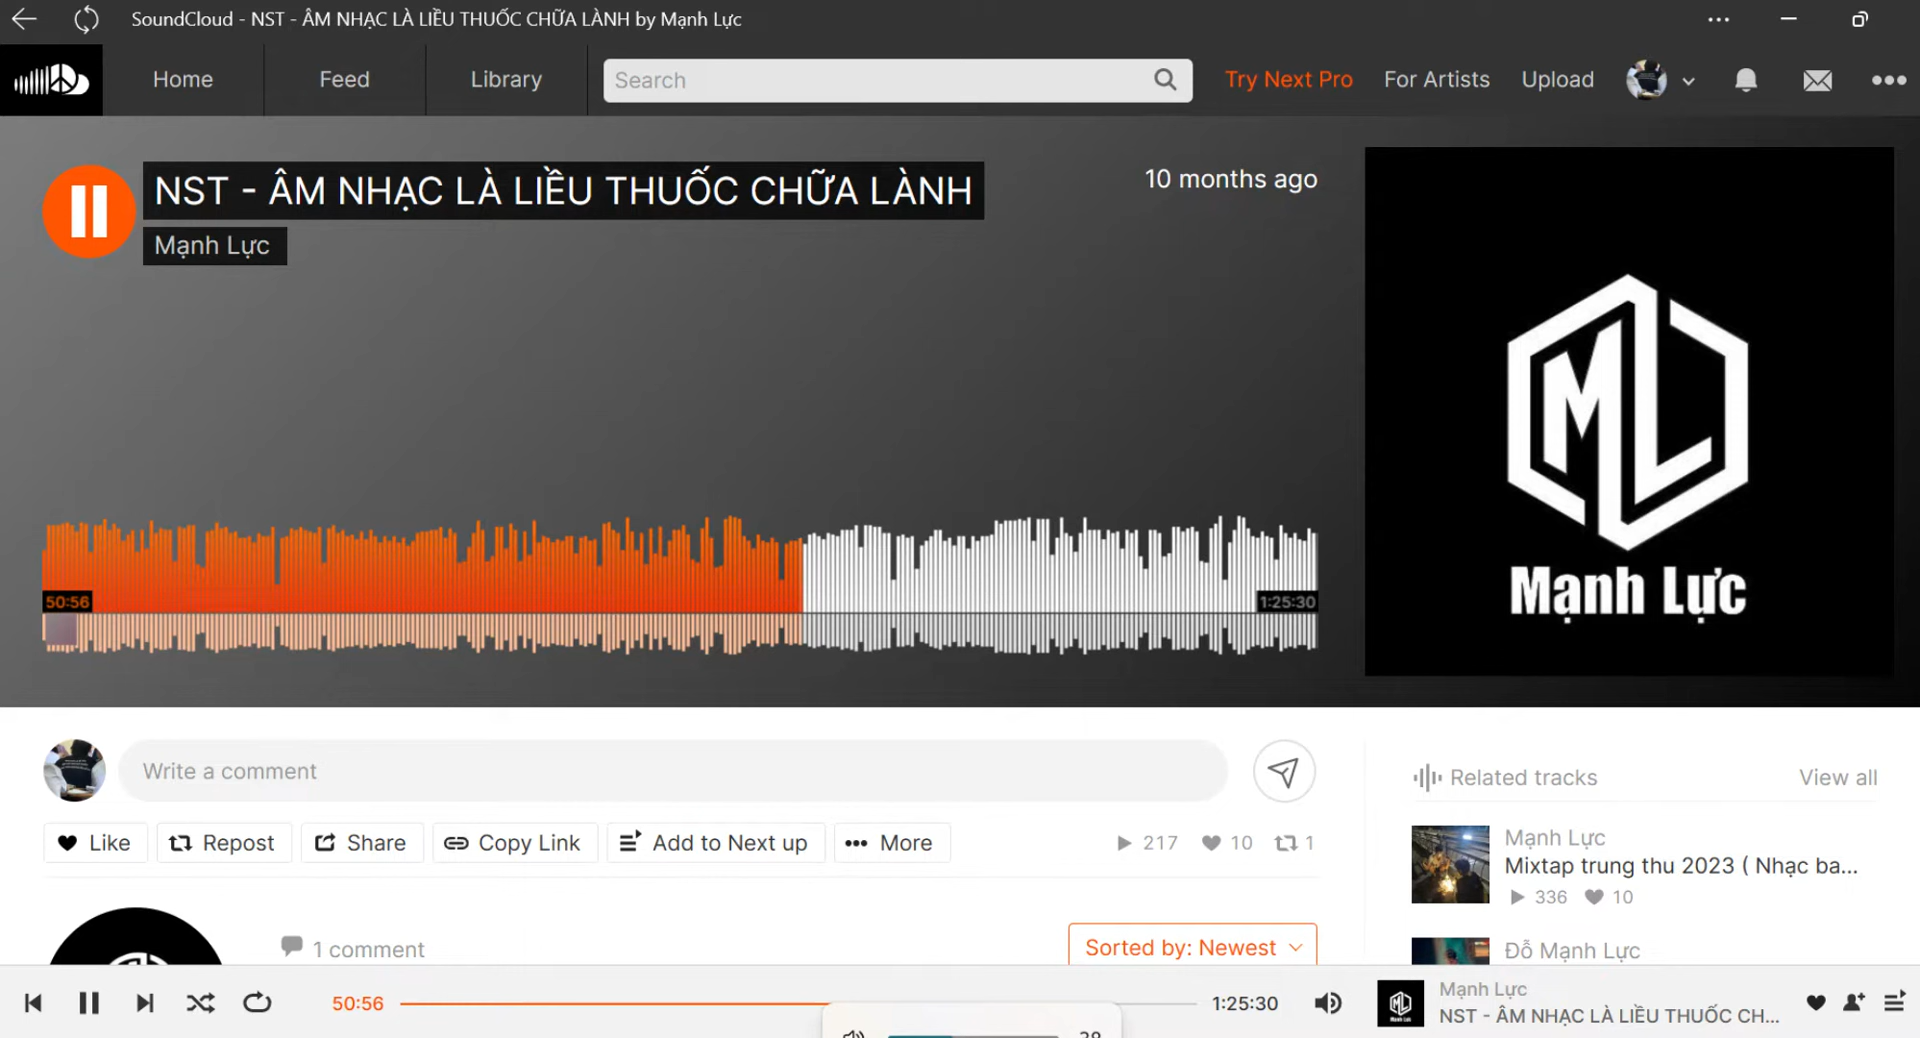 SoundCloud - NST - ÂM NHẠC LÀ LIỀU THUỐC CHỮA LÀNH by Mạnh Lực
Home
Feed
Library
Search
Try Next Pro
For Artists
Upload
NST - ÂM NHẠC LÀ LIỀU THUỐC CHỮA LÀNH
Mạnh Lực
10 months ago
ML
Mạnh Lực
50:56
1:25:30
Write a comment
Related tracks
View all
Like
Repost
Share
Copy Link
Add to Next up
More
217
10
1
Mạnh Lực
Mixtap trung thu 2023 ( Nhạc ba...
336
10
1 comment
Sorted by: Newest
Đỗ Mạnh Lực
50:56
1:25:30
Mạnh Lực
NST - ÂM NHẠC LÀ LIỀU THUỐC CH...